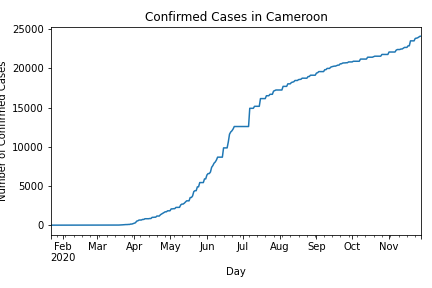 Confirmed Cases in Cameroon
Number of Confirmed Cases
25000
20000
15000
10000
5000
0
Feb Mar Apr May Jun Jul Aug Sep Oct Nov
2020
Day